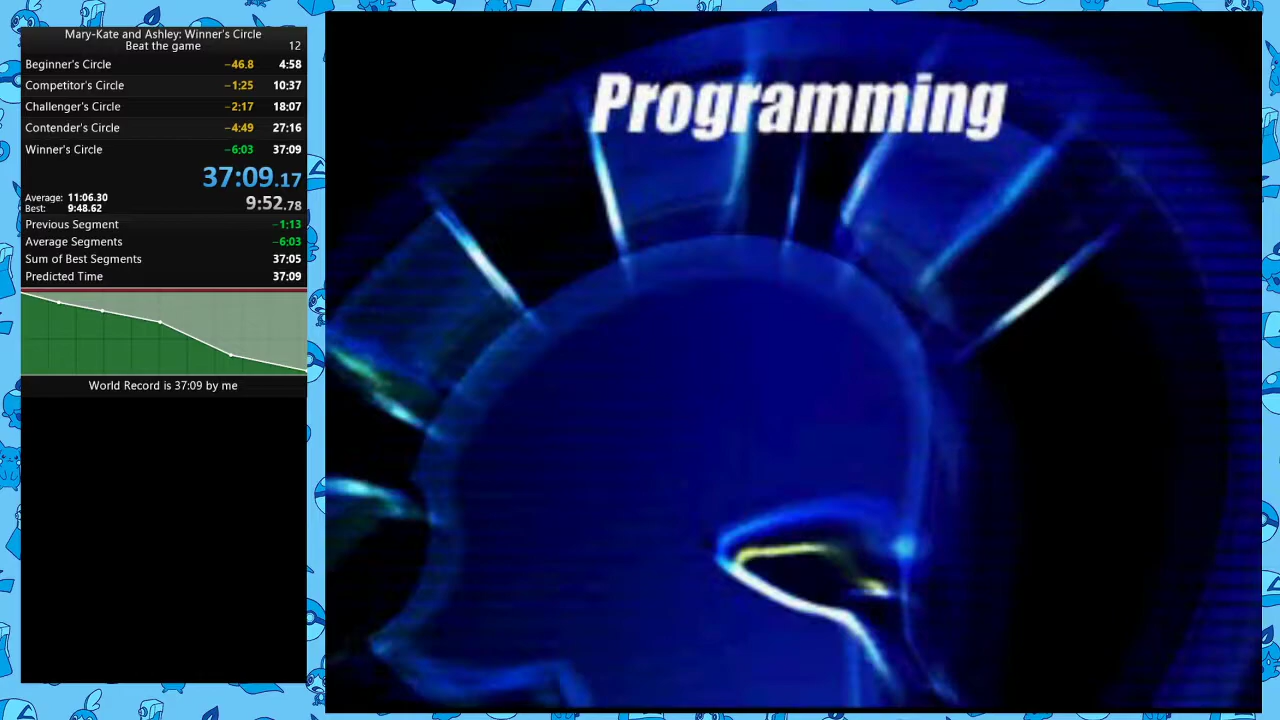 Mary-Kate and Ashley: Winner's Circle
Beat the game 12
Beginner's Circle -46.8 4:58
Competitor's Circle -1:25 10:37
Challenger's Circle -2:17 18:07
Contender's Circle -4:49 27:16
Winner's Circle -6:03 37:09
37:09.17
Average: 11:06.30
Best: 9:48.62
9:52.78
Previous Segment -1:13
Average Segments -6:03
Sum of Best Segments 37:05
Predicted Time 37:09
World Record is 37:09 by me
Programming